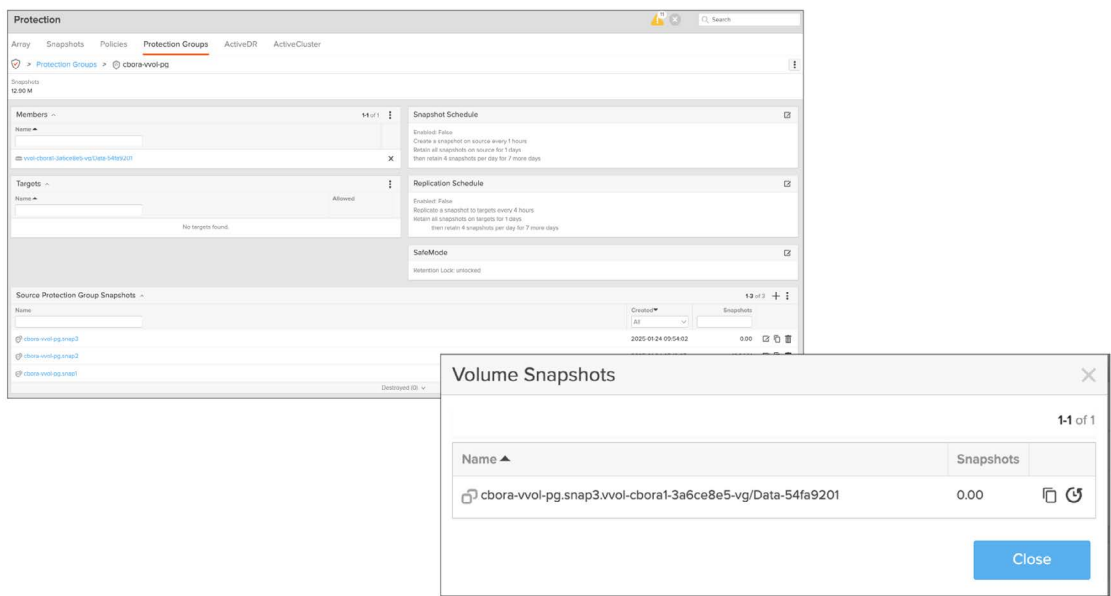 Protection
11
Search
Array Snapshots Policies Protection Groups ActiveDR ActiveCluster
> Protection Groups > cbora-vvol-pg
Snapshots
12.90 M
Members
1-1 of 1
Name
vvol-cbora1-3a6ce8e5-vg/Data-54fa9201
Targets
Name Allowed
No targets found.
Snapshot Schedule
Enabled: False
Create a snapshot on source every 1 hours
Retain all snapshots on source for 1 days
then retain 4 snapshots per day for 7 more days
Replication Schedule
Enabled: False
Replicate a snapshot to targets every 4 hours
Retain all snapshots on targets for 1 days
then retain 4 snapshots per day for 7 more days
SafeMode
Retention Lock: unlocked
Source Protection Group Snapshots
1-3 of 3
Name Created Snapshots
All
cbora-vvol-pg.snap3 2025-01-24 09:54:02 0.00
cbora-vvol-pg.snap2
cbora-vvol-pg.snap1
Destroyed (0)
Volume Snapshots
1-1 of 1
Name Snapshots
cbora-vvol-pg.snap3.vvol-cbora1-3a6ce8e5-vg/Data-54fa9201 0.00
Close